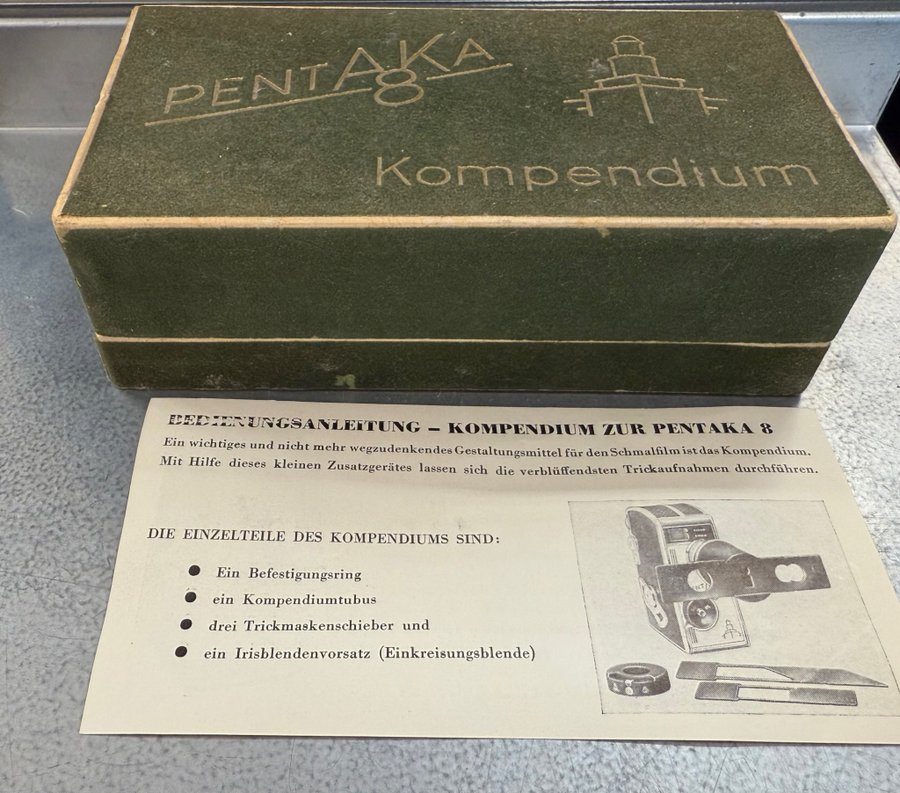 PENTAKA
8
Kompendium
BEDIENUNGSANLEITUNG – KOMPENDIUM ZUR PENTAKA 8
Ein wichtiges und nicht mehr wegzudenkendes Gestaltungsmittel für den Schmalfilm ist das Kompendium.
Mit Hilfe dieses kleinen Zusatzgerätes lassen sich die verblüffendsten Trickaufnahmen durchführen.
DIE EINZELTEILE DES KOMPENDIUMS SIND:
● Ein Befestigungsring
● ein Kompendiumtubus
● drei Trickmaskenschieber und
● ein Irisblendenvorsatz (Einkreisungsblende)